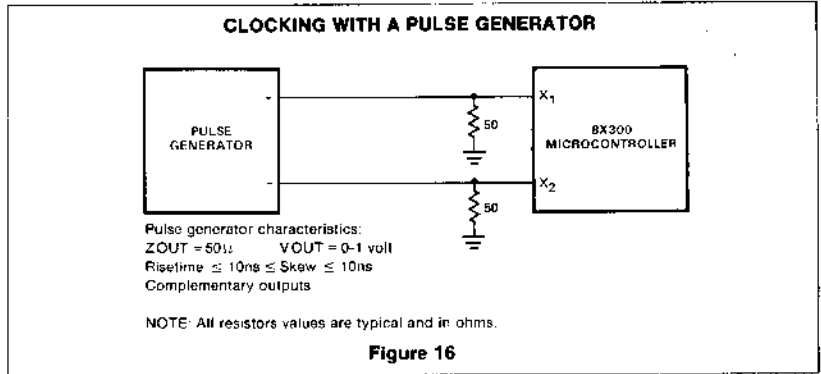 CLOCKING WITH A PULSE GENERATOR
PULSE
GENERATOR
-
-
X1
50
8X300
MICROCONTROLLER
X2
50
Pulse generator characteristics:
ZOUT = 50Ω VOUT = 0-1 volt
Risetime ≤ 10ns ≤ Skew ≤ 10ns
Complementary outputs
NOTE: All resistors values are typical and in ohms.
Figure 16